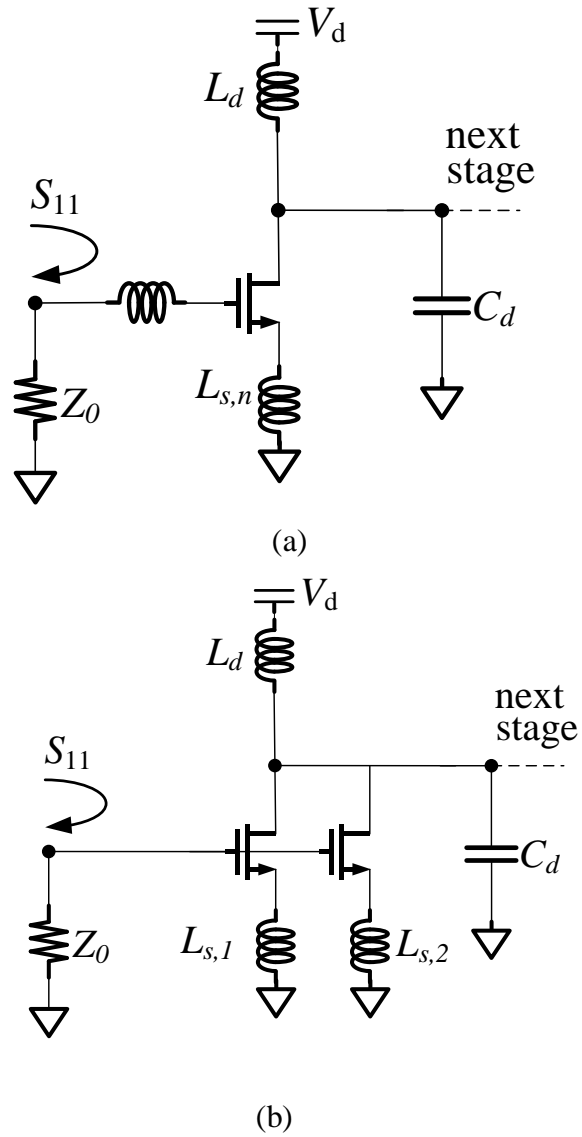 V_d
L_d
next
stage
S_11
C_d
L_s,n
Z_0
(a)
V_d
L_d
next
stage
S_11
C_d
L_s,1
L_s,2
Z_0
(b)